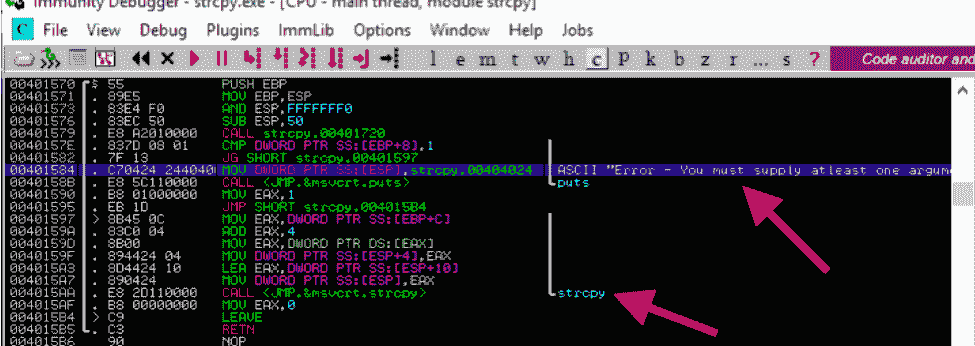 Immunity Debugger - strcpy.exe - [CPU - main thread, module strcpy]
C File View Debug Plugins ImmLib Options Window Help Jobs
l e m t w h c P k b z r ... s ? Code auditor and
00401570 $ 55 PUSH EBP
00401571 . 89E5 MOV EBP,ESP
00401573 . 83E4 F0 AND ESP,FFFFFFF0
00401576 . 83EC 50 SUB ESP,50
00401579 . E8 A2010000 CALL strcpy.00401720
0040157E . 837D 08 01 CMP DWORD PTR SS:[EBP+8],1
00401582 . 7F 13 JG SHORT strcpy.00401597
00401584 . C70424 244040 MOV DWORD PTR SS:[ESP],strcpy.00404024 ASCII "Error - You must supply atleast one argume
0040158B . E8 5C110000 CALL <JMP.&msvcrt.puts> puts
00401590 . B8 01000000 MOV EAX,1
00401595 . EB 1D JMP SHORT strcpy.004015B4
00401597 > 8B45 0C MOV EAX,DWORD PTR SS:[EBP+C]
0040159A . 83C0 04 ADD EAX,4
0040159D . 8B00 MOV EAX,DWORD PTR DS:[EAX]
0040159F . 894424 04 MOV DWORD PTR SS:[ESP+4],EAX
004015A3 . 8D4424 10 LEA EAX,DWORD PTR SS:[ESP+10]
004015A7 . 890424 MOV DWORD PTR SS:[ESP],EAX
004015AA . E8 2D110000 CALL <JMP.&msvcrt.strcpy> strcpy
004015AF . B8 00000000 MOV EAX,0
004015B4 > C9 LEAVE
004015B5 . C3 RETN
004015B6 90 NOP